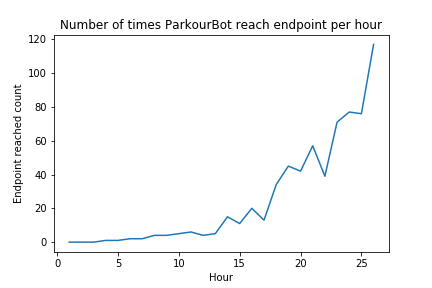 Number of times ParkourBot reach endpoint per hour
120
100
80
60
40
20
0
Endpoint reached count
0 5 10 15 20 25
Hour